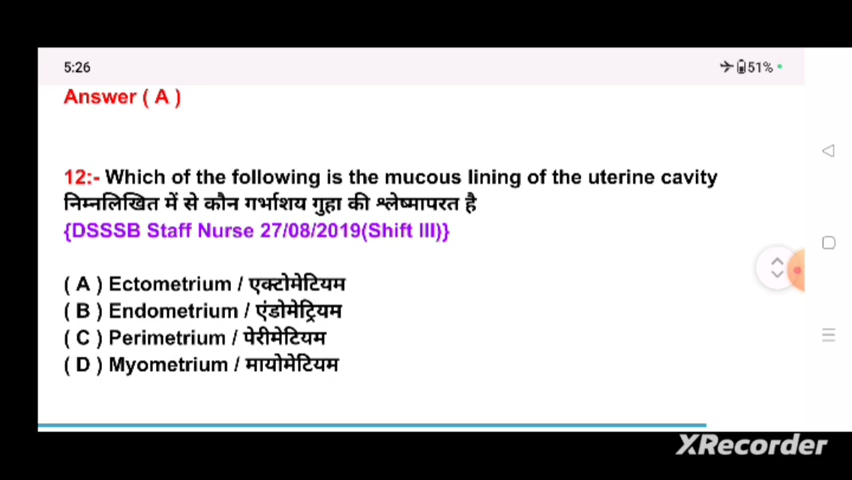 5:26
51%
Answer ( A )
12:- Which of the following is the mucous lining of the uterine cavity
निम्नलिखित में से कौन गर्भाशय गुहा की श्लेष्मापरत है
{DSSSB Staff Nurse 27/08/2019(Shift III)}
( A ) Ectometrium / एक्टोमेटियम
( B ) Endometrium / एंडोमेट्रियम
( C ) Perimetrium / पेरीमेटियम
( D ) Myometrium / मायोमेटियम
XRecorder